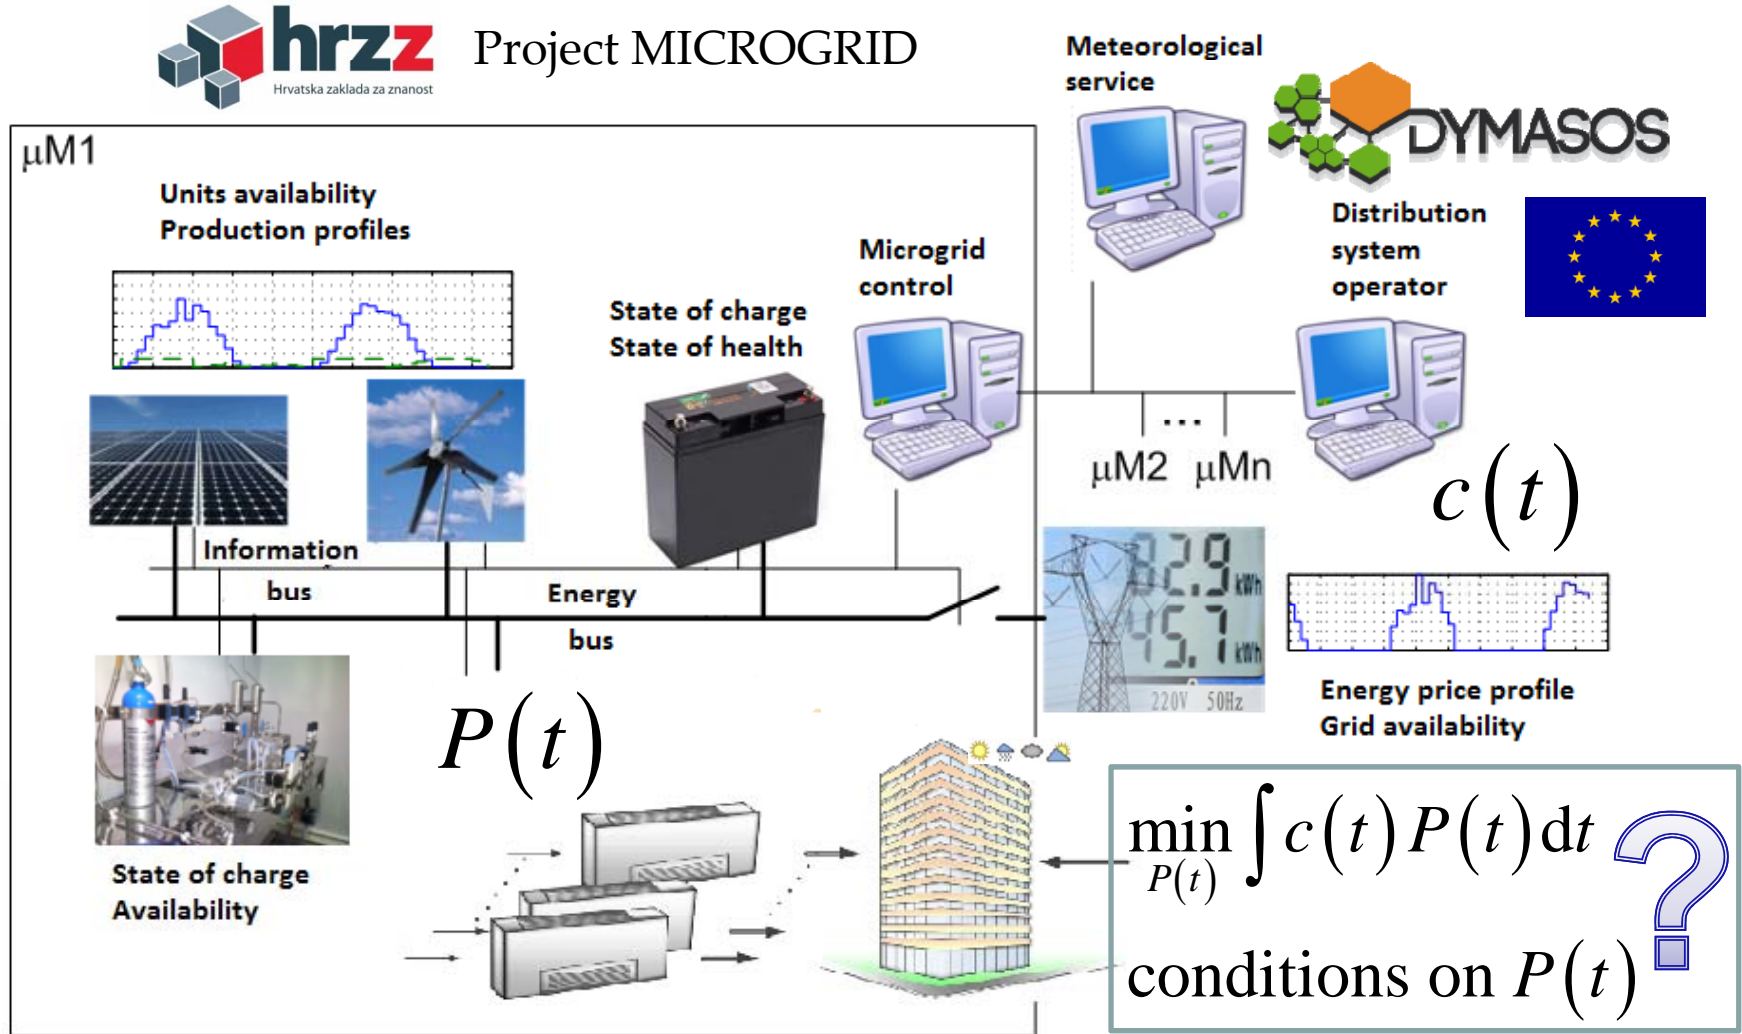 hrzz
Hrvatska zaklada za znanost
Project MICROGRID
Meteorological
service
DYMASOS
μM1
Units availability
Production profiles
Distribution
system
operator
Microgrid
control
State of charge
State of health
...
μM2 μMn
c(t)
Information
bus
Energy
bus
82.9 kWh
45.7 kWh
220V 50Hz
Energy price profile
Grid availability
P(t)
State of charge
Availability
min ∫ c(t) P(t) dt
P(t)
conditions on P(t)
?